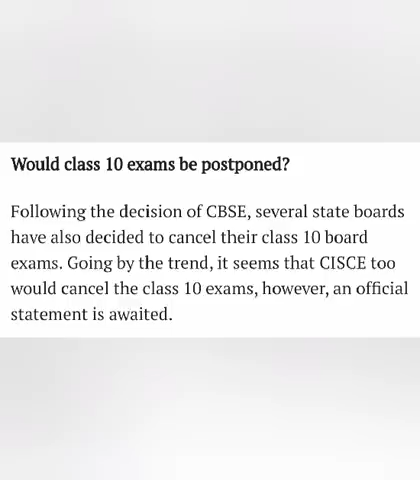 Would class 10 exams be postponed?
Following the decision of CBSE, several state boards
have also decided to cancel their class 10 board
exams. Going by the trend, it seems that CISCE too
would cancel the class 10 exams, however, an official
statement is awaited.